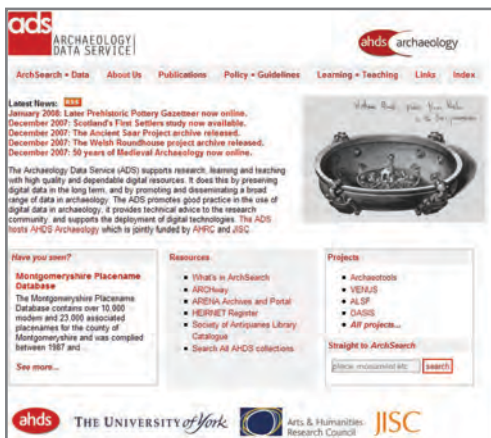 ads
ARCHAEOLOGY
DATA SERVICE
ahds archaeology
ArchSearch + Data About Us Publications Policy + Guidelines Learning + Teaching Links Index
Latest News: RSS
January 2008: Later Prehistoric Pottery Gazetteer now online.
December 2007: Scotland's First Settlers study now available.
December 2007: The Ancient Saar Project archive released.
December 2007: The Welsh Roundhouse project archive released.
December 2007: 50 years of Medieval Archaeology now online.
The Archaeology Data Service (ADS) supports research, learning and teaching
with high quality and dependable digital resources. It does this by preserving
digital data in the long term, and by promoting and disseminating a broad
range of data in archaeology. The ADS promotes good practice in the use of
digital data in archaeology, it provides technical advice to the research
community, and supports the deployment of digital technologies. The ADS
hosts AHDS Archaeology which is jointly funded by AHRC and JISC.
Have you seen?
Montgomeryshire Placename
Database
The Montgomeryshire Placename
Database contains over 10,000
modern and 23,000 associated
placenames for the county of
Montgomeryshire and was compiled
between 1987 and
See more...
Resources
What's in ArchSearch
ARCHway
ARENA Archives and Portal
HEIRNET Register
Society of Antiquaries Library
Catalogue
Search All AHDS collections
Projects
Archaeotools
VENUS
ALSF
OASIS
All projects...
Straight to ArchSearch
search
ahds
THE UNIVERSITY of York
Arts & Humanities
Research Council
JISC